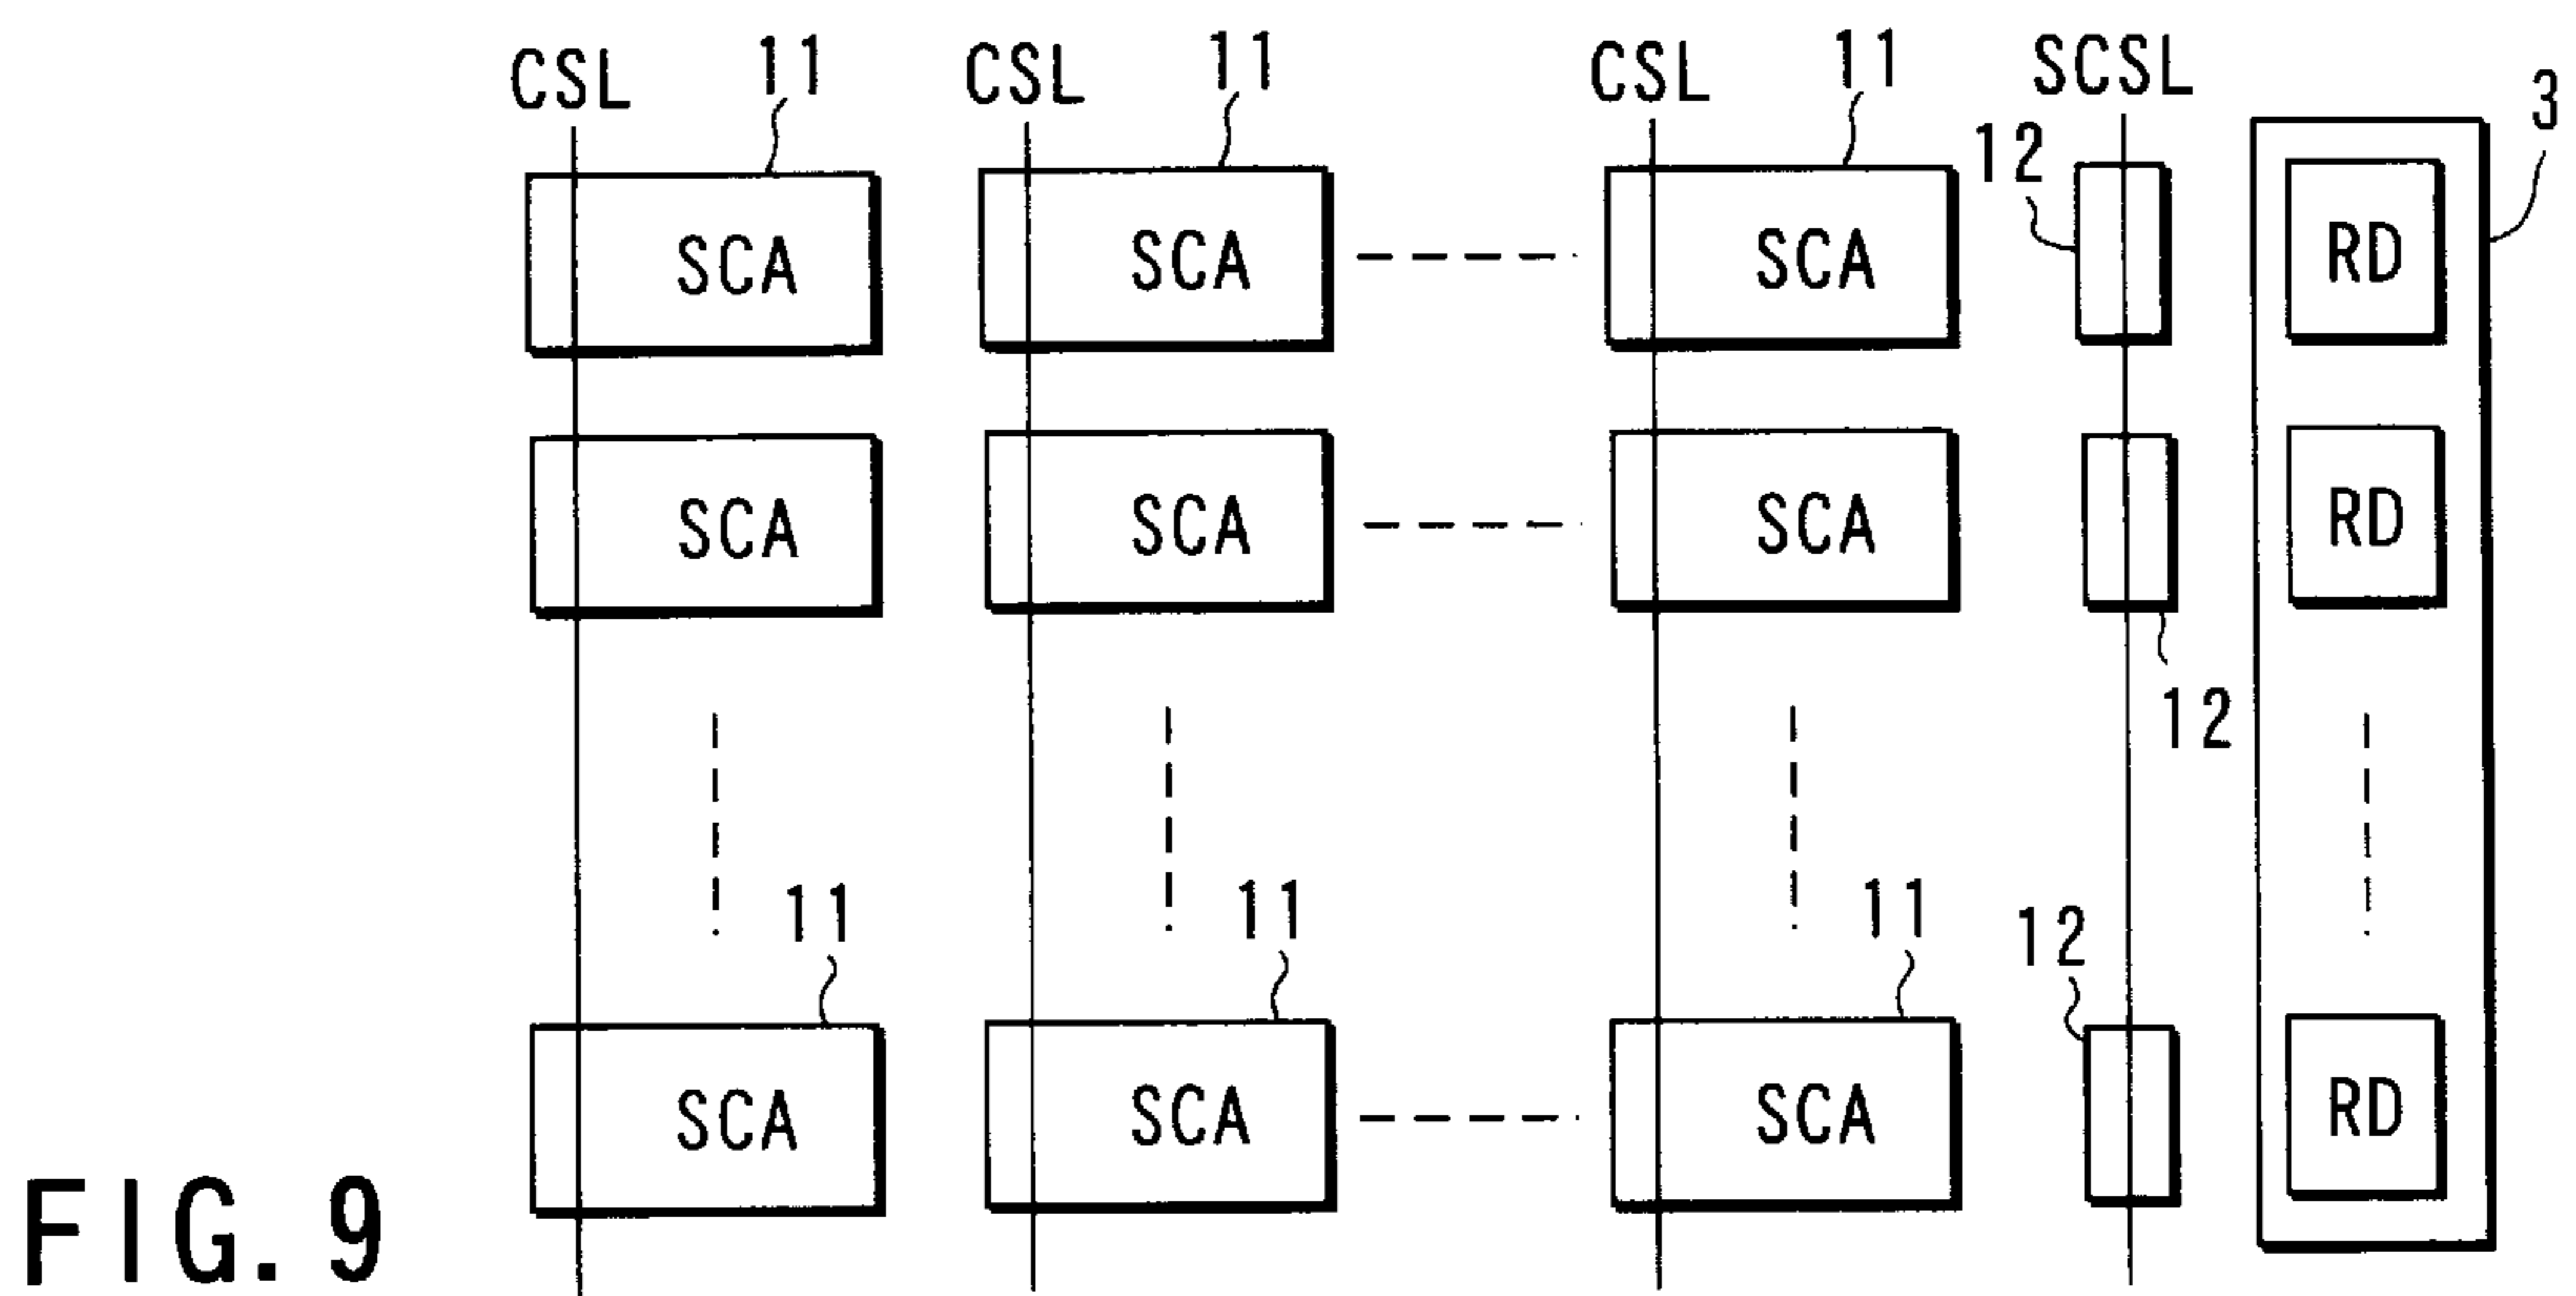 CSL 11 CSL 11 CSL 11 SCSL 3
12
SCA SCA SCA RD
SCA SCA SCA RD
12
11 11 11 12
SCA SCA SCA RD
FIG. 9